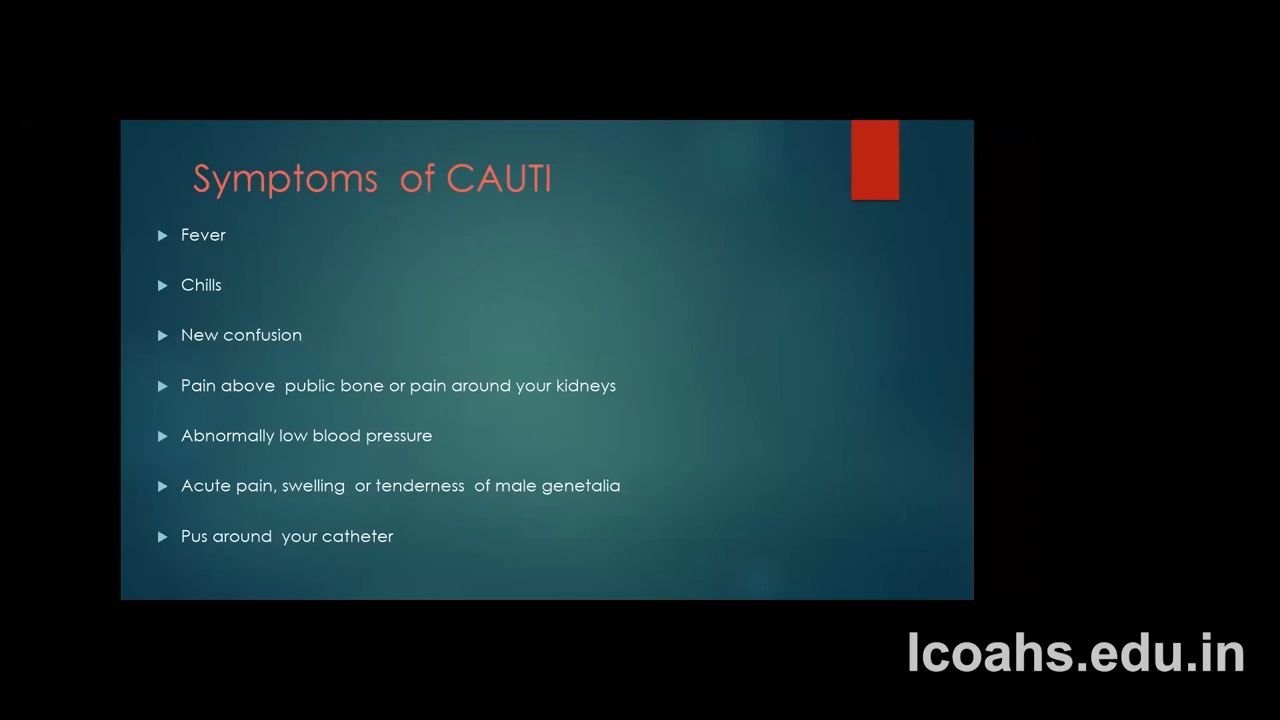 Symptoms of CAUTI
Fever
Chills
New confusion
Pain above public bone or pain around your kidneys
Abnormally low blood pressure
Acute pain, swelling or tenderness of male genetalia
Pus around your catheter
lcoahs.edu.in